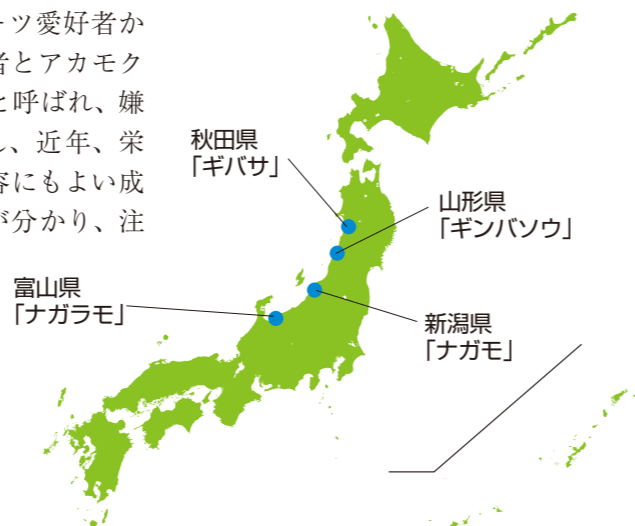 ーツ愛好者か
者とアカモク
と呼ばれ、嫌
し、近年、栄
容にもよい成
が分かり、注
秋田県
「ギバサ」
山形県
「ギンバソウ」
富山県
「ナガラモ」
新潟県
「ナガモ」